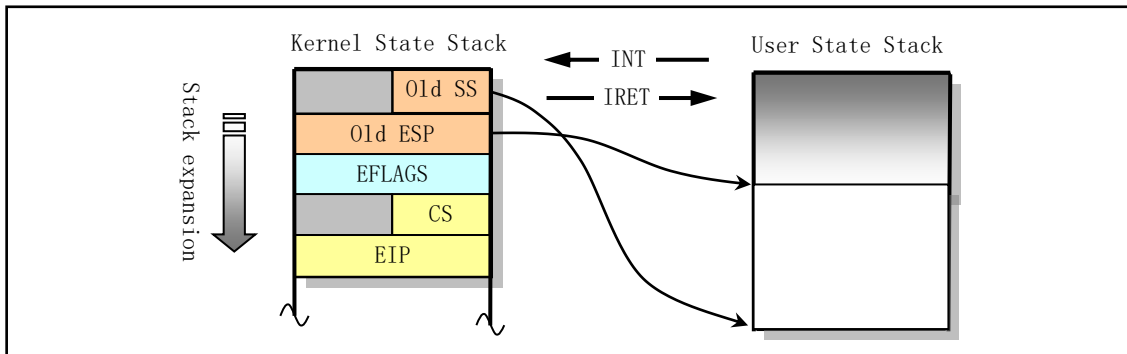 Kernel State Stack
INT
User State Stack
IRET
Stack expansion
Old SS
Old ESP
EFLAGS
CS
EIP